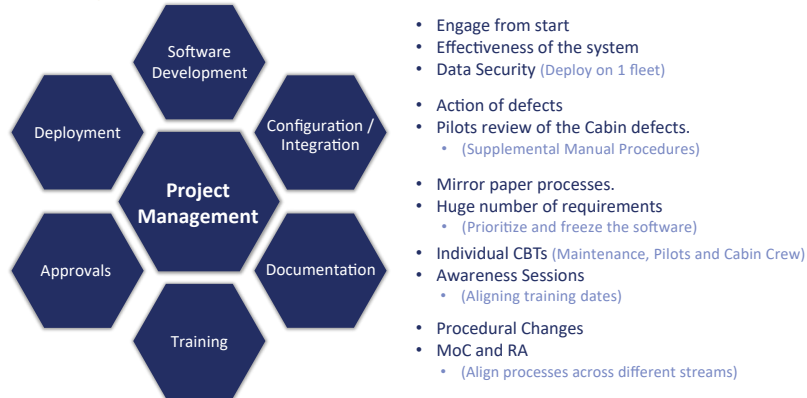 Software
Development
Deployment
Configuration /
Integration
Project
Management
Approvals
Documentation
Training
• Engage from start
• Effectiveness of the system
• Data Security (Deploy on 1 fleet)
• Action of defects
• Pilots review of the Cabin defects.
• (Supplemental Manual Procedures)
• Mirror paper processes.
• Huge number of requirements
• (Prioritize and freeze the software)
• Individual CBTs (Maintenance, Pilots and Cabin Crew)
• Awareness Sessions
• (Aligning training dates)
• Procedural Changes
• MoC and RA
• (Align processes across different streams)